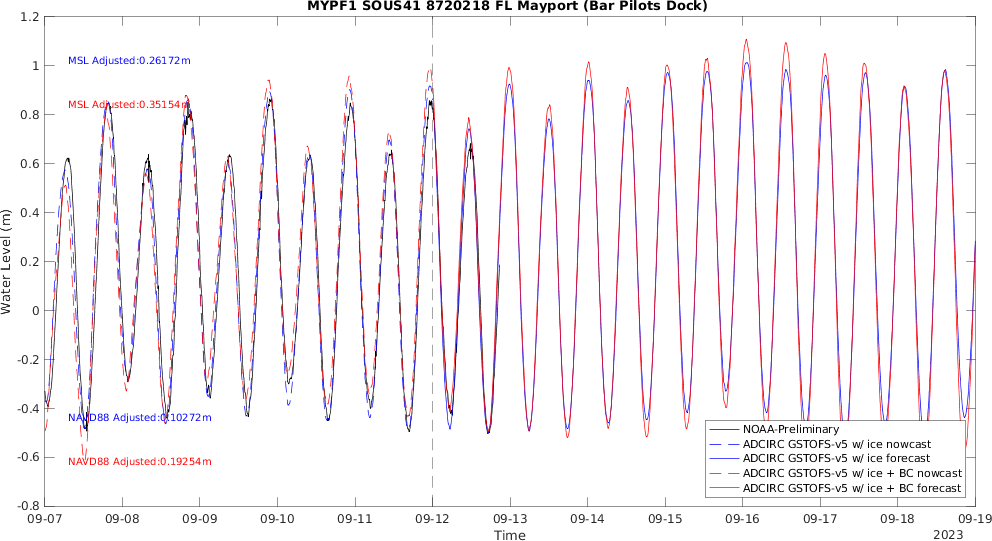 MYPF1 SOUS41 8720218 FL Mayport (Bar Pilots Dock)
1.2
1
0.8
0.6
0.4
0.2
0
-0.2
-0.4
-0.6
-0.8
Water Level (m)
MSL Adjusted:0.26172m
MSL Adjusted:0.35154m
NAVD88 Adjusted:0.10272m
NAVD88 Adjusted:0.19254m
NOAA-Preliminary
ADCIRC GSTOFS-v5 w/ ice nowcast
ADCIRC GSTOFS-v5 w/ ice forecast
ADCIRC GSTOFS-v5 w/ ice + BC nowcast
ADCIRC GSTOFS-v5 w/ ice + BC forecast
09-07 09-08 09-09 09-10 09-11 09-12 09-13 09-14 09-15 09-16 09-17 09-18 09-19
Time
2023